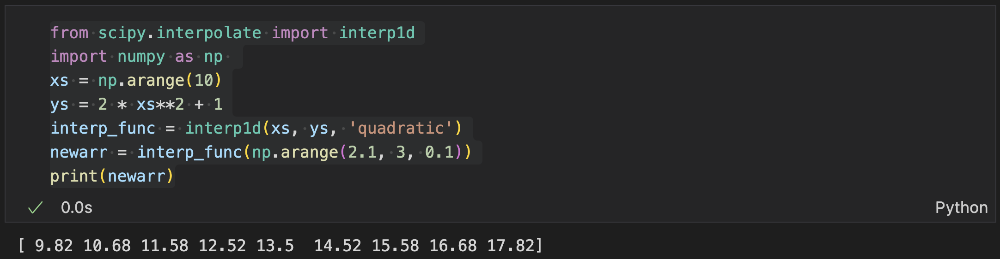 from scipy.interpolate import interp1d
import numpy as np
xs = np.arange(10)
ys = 2 * xs**2 + 1
interp_func = interp1d(xs, ys, 'quadratic')
newarr = interp_func(np.arange(2.1, 3, 0.1))
print(newarr)
0.0s Python
[ 9.82 10.68 11.58 12.52 13.5  14.52 15.58 16.68 17.82]